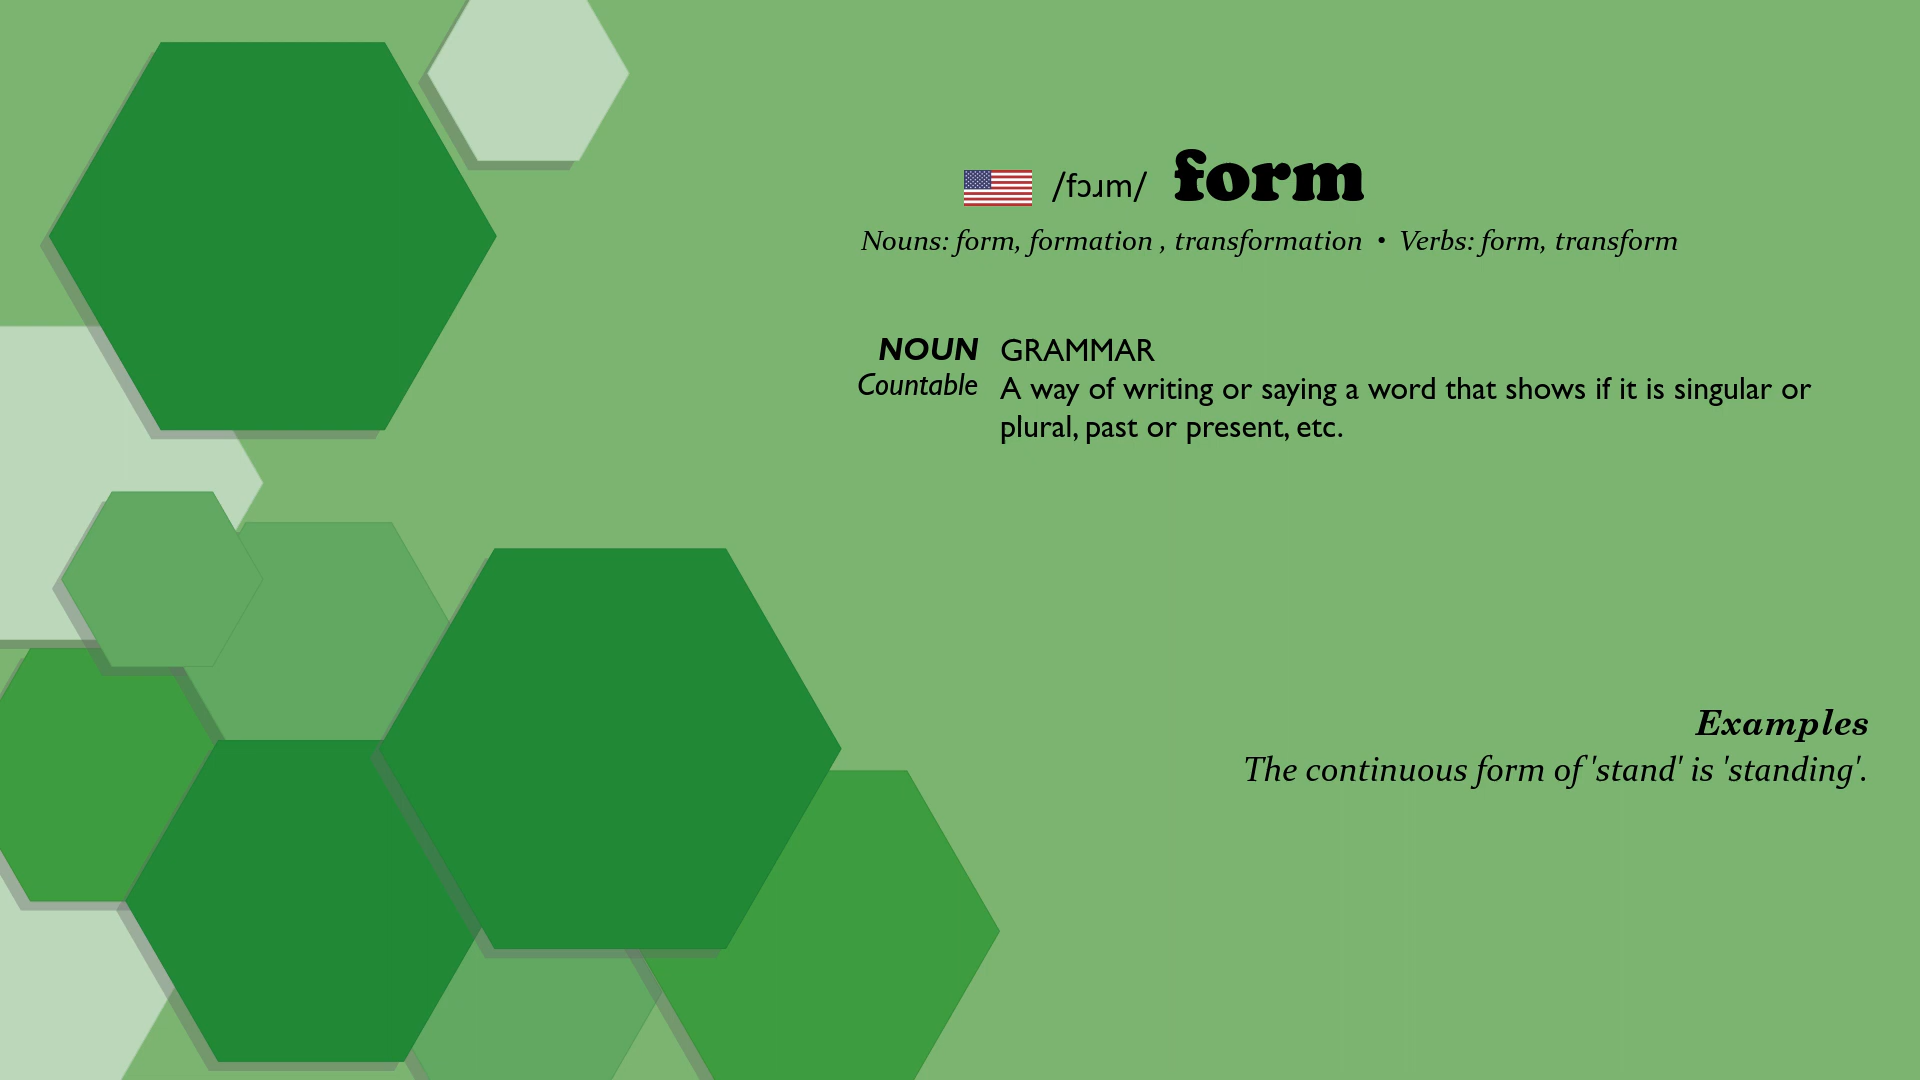 /fɔɹm/ form
Nouns: form, formation , transformation • Verbs: form, transform
NOUN GRAMMAR
Countable A way of writing or saying a word that shows if it is singular or
plural, past or present, etc.
Examples
The continuous form of 'stand' is 'standing'.